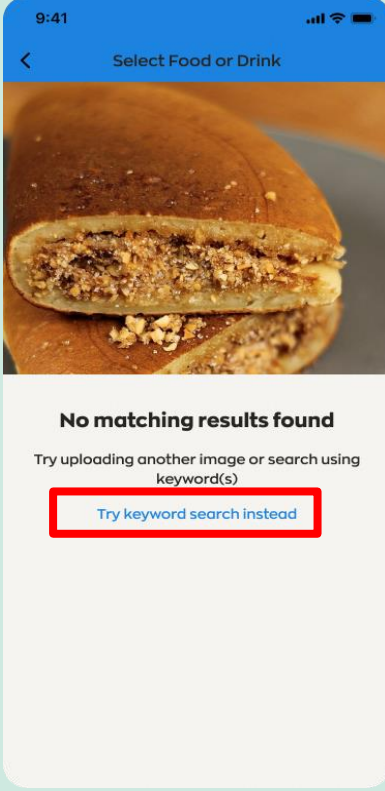 9:41
Select Food or Drink
No matching results found
Try uploading another image or search using
keyword(s)
Try keyword search instead